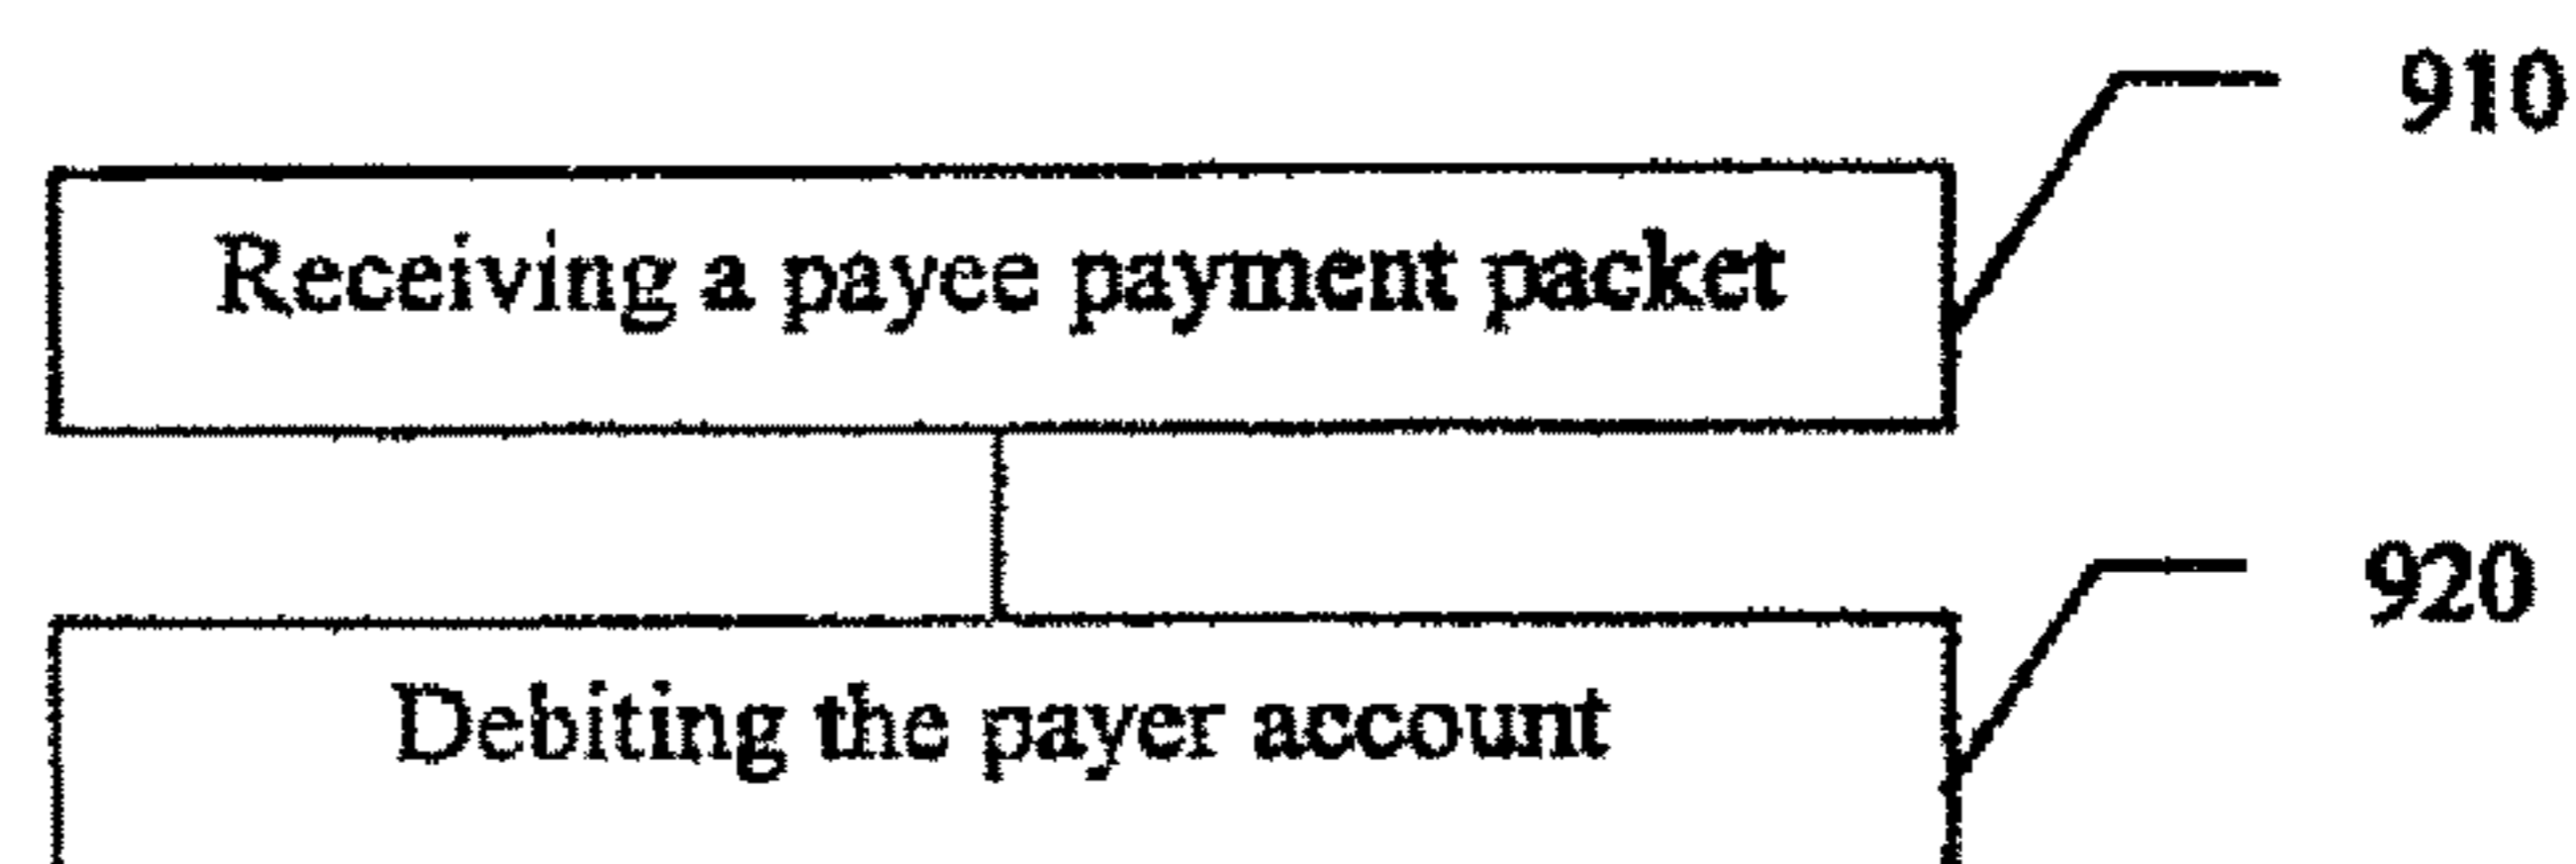 910
Receiving a payee payment packet
920
Debiting the payer account